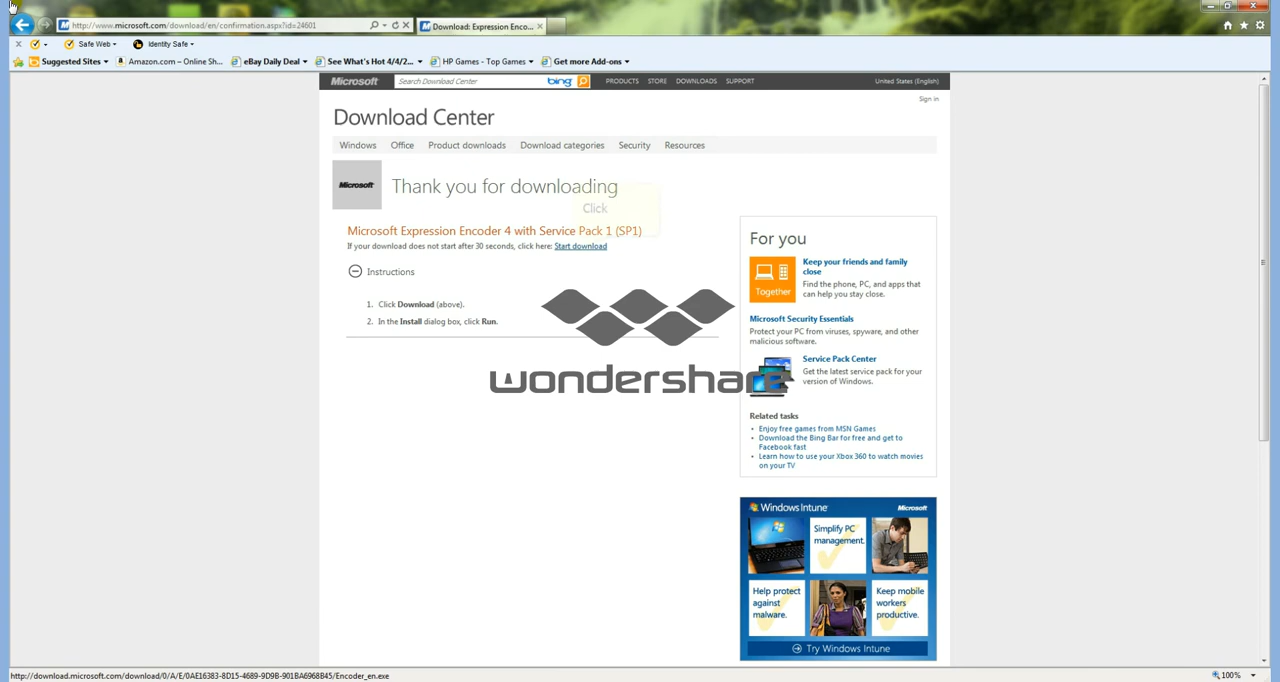 http://www.microsoft.com/download/en/confirmation.aspx?id=24601
Download: Expression Enco...
Safe Web
Identity Safe
Suggested Sites
Amazon.com – Online Sh...
eBay Daily Deal
See What's Hot 4/4/2...
HP Games - Top Games
Get more Add-ons
Microsoft
Search Download Center
bing
PRODUCTS STORE DOWNLOADS SUPPORT
United States (English)
Sign in
Download Center
Windows Office Product downloads Download categories Security Resources
Microsoft
Thank you for downloading
Click
Microsoft Expression Encoder 4 with Service Pack 1 (SP1)
If your download does not start after 30 seconds, click here: Start download
Instructions
1. Click Download (above).
2. In the Install dialog box, click Run.
wondershare
For you
Together
Keep your friends and family
close
Find the phone, PC, and apps that
can help you stay close.
Microsoft Security Essentials
Protect your PC from viruses, spyware, and other
malicious software.
Service Pack Center
Get the latest service pack for your
version of Windows.
Related tasks
• Enjoy free games from MSN Games
• Download the Bing Bar for free and get to
Facebook fast
• Learn how to use your Xbox 360 to watch movies
on your TV
Windows Intune
Microsoft
Simplify PC
management.
Help protect
against
malware.
Keep mobile
workers
productive.
Try Windows Intune
http://download.microsoft.com/download/0/A/E/0AE16383-8D15-4689-9D9B-901BA6968B45/Encoder_en.exe
100%